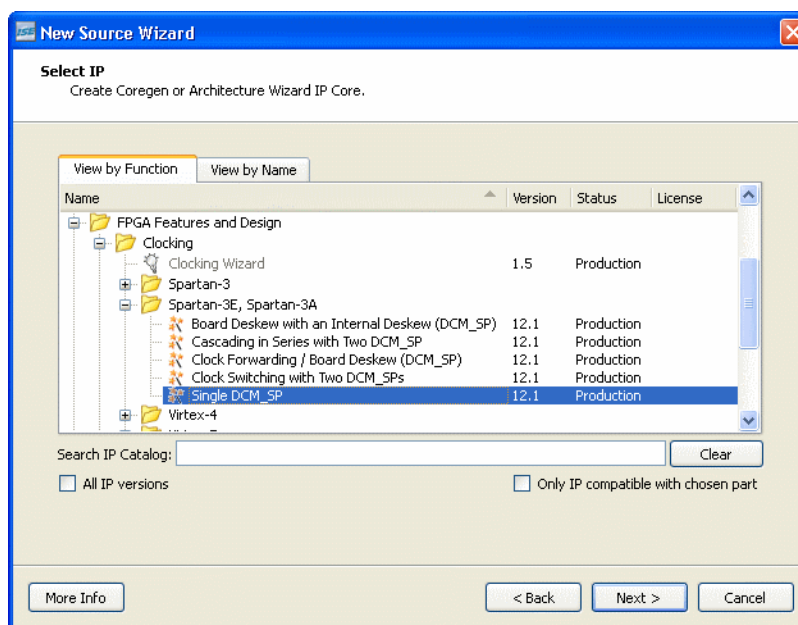 ISE New Source Wizard
Select IP
Create Coregen or Architecture Wizard IP Core.
View by Function View by Name
Name Version Status License
FPGA Features and Design
Clocking
Clocking Wizard 1.5 Production
Spartan-3
Spartan-3E, Spartan-3A
Board Deskew with an Internal Deskew (DCM_SP) 12.1 Production
Cascading in Series with Two DCM_SP 12.1 Production
Clock Forwarding / Board Deskew (DCM_SP) 12.1 Production
Clock Switching with Two DCM_SPs 12.1 Production
Single DCM_SP 12.1 Production
Virtex-4
Search IP Catalog: Clear
All IP versions Only IP compatible with chosen part
More Info < Back Next > Cancel